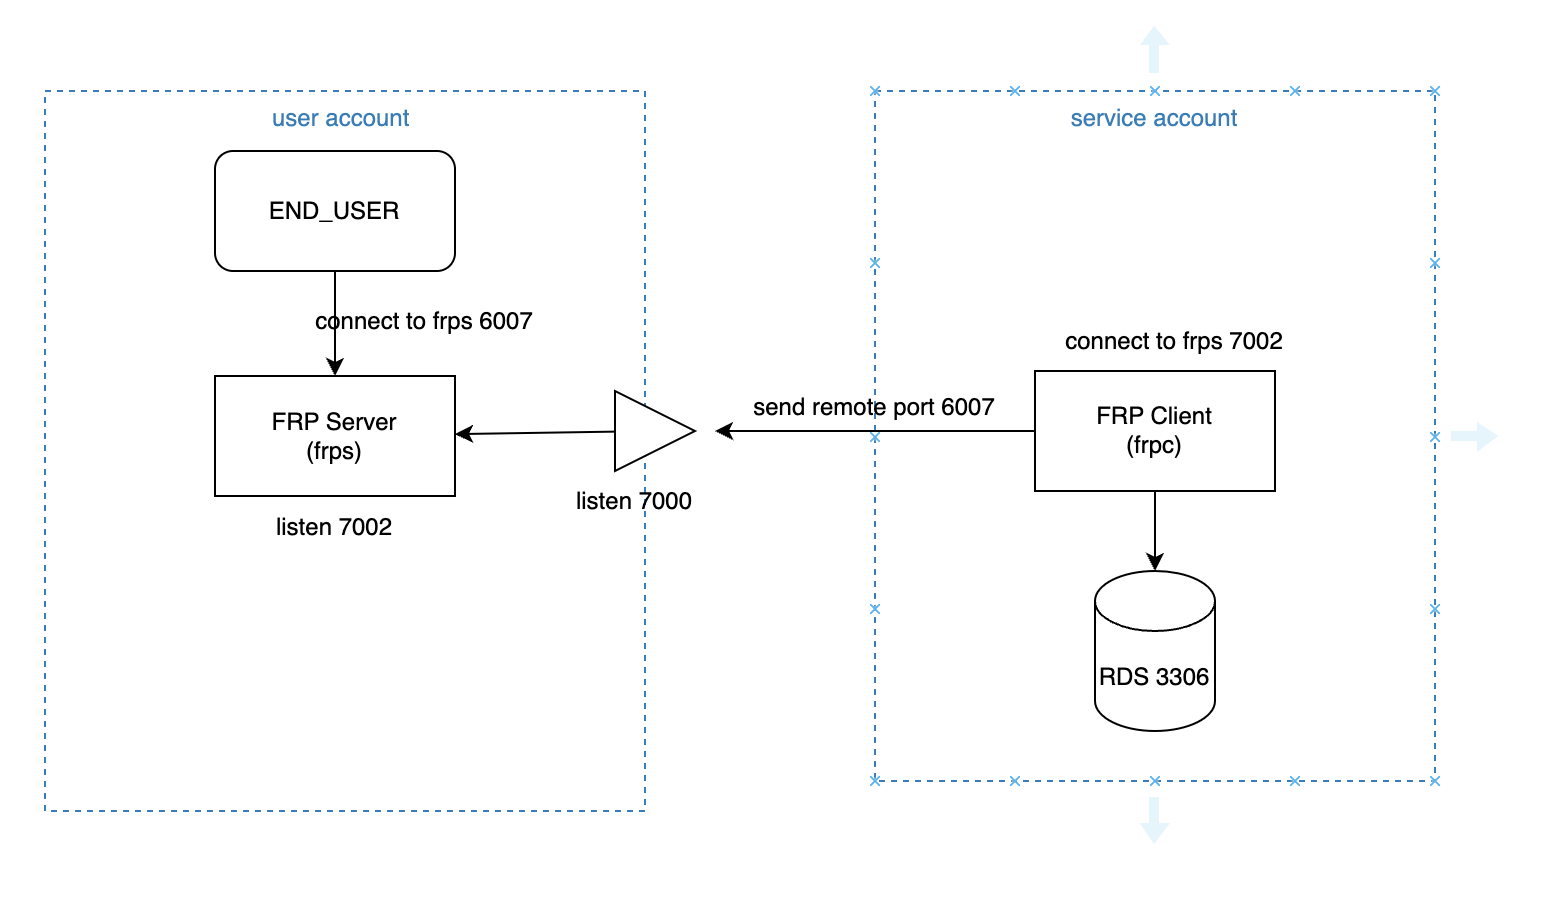 user account
service account
END_USER
connect to frps 6007
connect to frps 7002
send remote port 6007
FRP Server
(frps)
FRP Client
(frpc)
listen 7000
listen 7002
RDS 3306